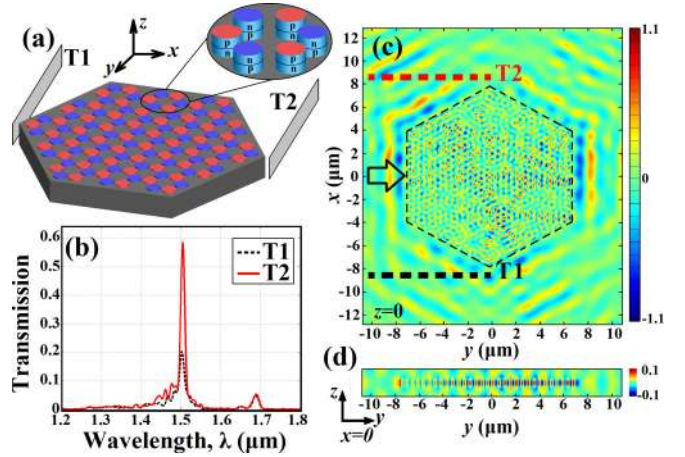 (a)
T1
z
x
y
T2
n
n
p
p
p
n
p
n
n
p
n
p
(b)
Transmission
0.6
0.5
0.4
0.3
0.2
0.1
0
1.2 1.3 1.4 1.5 1.6 1.7 1.8
Wavelength, λ (μm)
T1
T2
(c)
T2
T1
z=0
x (μm)
12
10
8
6
4
2
0
-2
-4
-6
-8
-10
-12
-10 -8 -6 -4 -2 0 2 4 6 8 10
y (μm)
1.1
0
-1.1
(d)
z
y
x=0
-10 -8 -6 -4 -2 0 2 4 6 8 10
y (μm)
0.1
-0.1